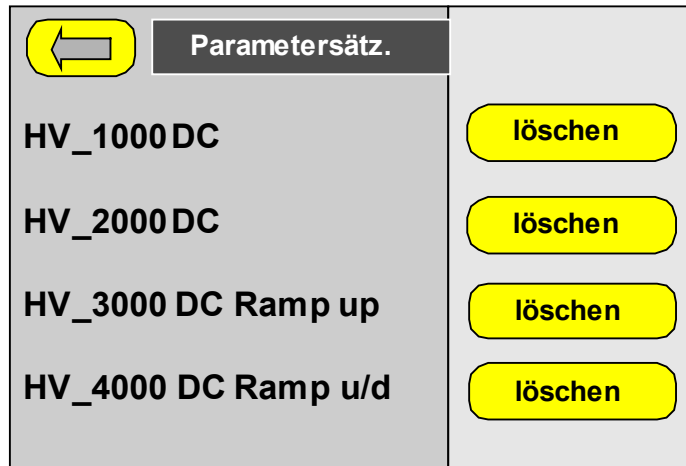 Parametersätz.
HV_1000 DC löschen
HV_2000 DC löschen
HV_3000 DC Ramp up löschen
HV_4000 DC Ramp u/d löschen